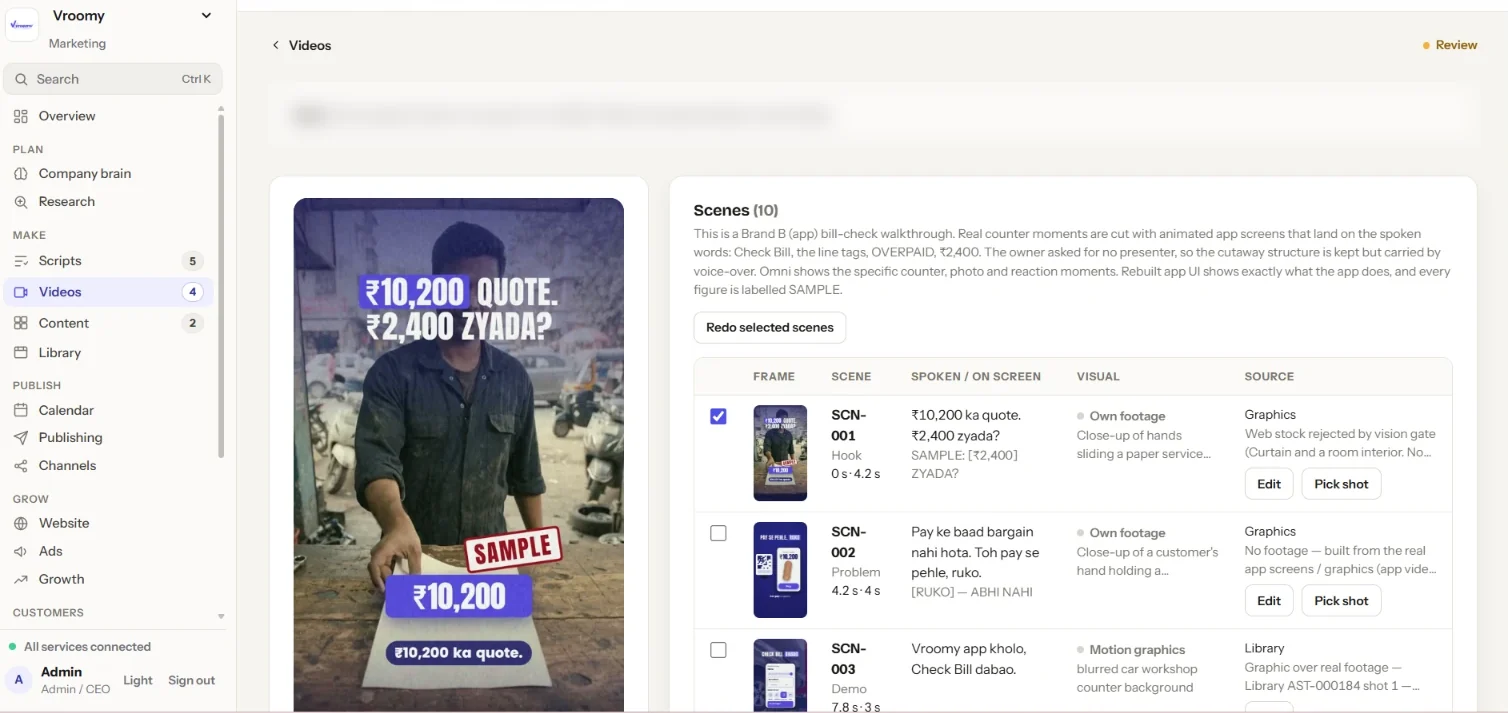 Vroomy
Marketing
Search Ctrl K
Overview
PLAN
Company brain
Research
MAKE
Scripts 5
Videos 4
Content 2
Library
PUBLISH
Calendar
Publishing
Channels
GROW
Website
Ads
Growth
CUSTOMERS
All services connected
A
Admin
Admin / CEO
Light
Sign out
Videos
Review
₹10,200 QUOTE.
₹2,400 ZYADA?
SAMPLE
₹10,200
₹10,200 ka quote.
Scenes (10)
This is a Brand B (app) bill-check walkthrough. Real counter moments are cut with animated app screens that land on the spoken
words: Check Bill, the line tags, OVERPAID, ₹2,400. The owner asked for no presenter, so the cutaway structure is kept but carried by
voice-over. Omni shows the specific counter, photo and reaction moments. Rebuilt app UI shows exactly what the app does, and every
figure is labelled SAMPLE.
Redo selected scenes
FRAME SCENE SPOKEN / ON SCREEN VISUAL SOURCE
SCN-
001
Hook
0 s · 4.2 s
₹10,200 ka quote.
₹2,400 zyada?
SAMPLE: [₹2,400]
ZYADA?
Own footage
Close-up of hands
sliding a paper service...
Graphics
Web stock rejected by vision gate
(Curtain and a room interior. No...
Edit Pick shot
SCN-
002
Problem
4.2 s · 4 s
Pay ke baad bargain
nahi hota. Toh pay se
pehle, ruko.
[RUKO] — ABHI NAHI
Own footage
Close-up of a customer's
hand holding a...
Graphics
No footage — built from the real
app screens / graphics (app vide...
Edit Pick shot
SCN-
003
Demo
7.8 s · 3 s
Vroomy app kholo,
Check Bill dabao.
Motion graphics
blurred car workshop
counter background
Library
Graphic over real footage —
Library AST-000184 shot 1 —...